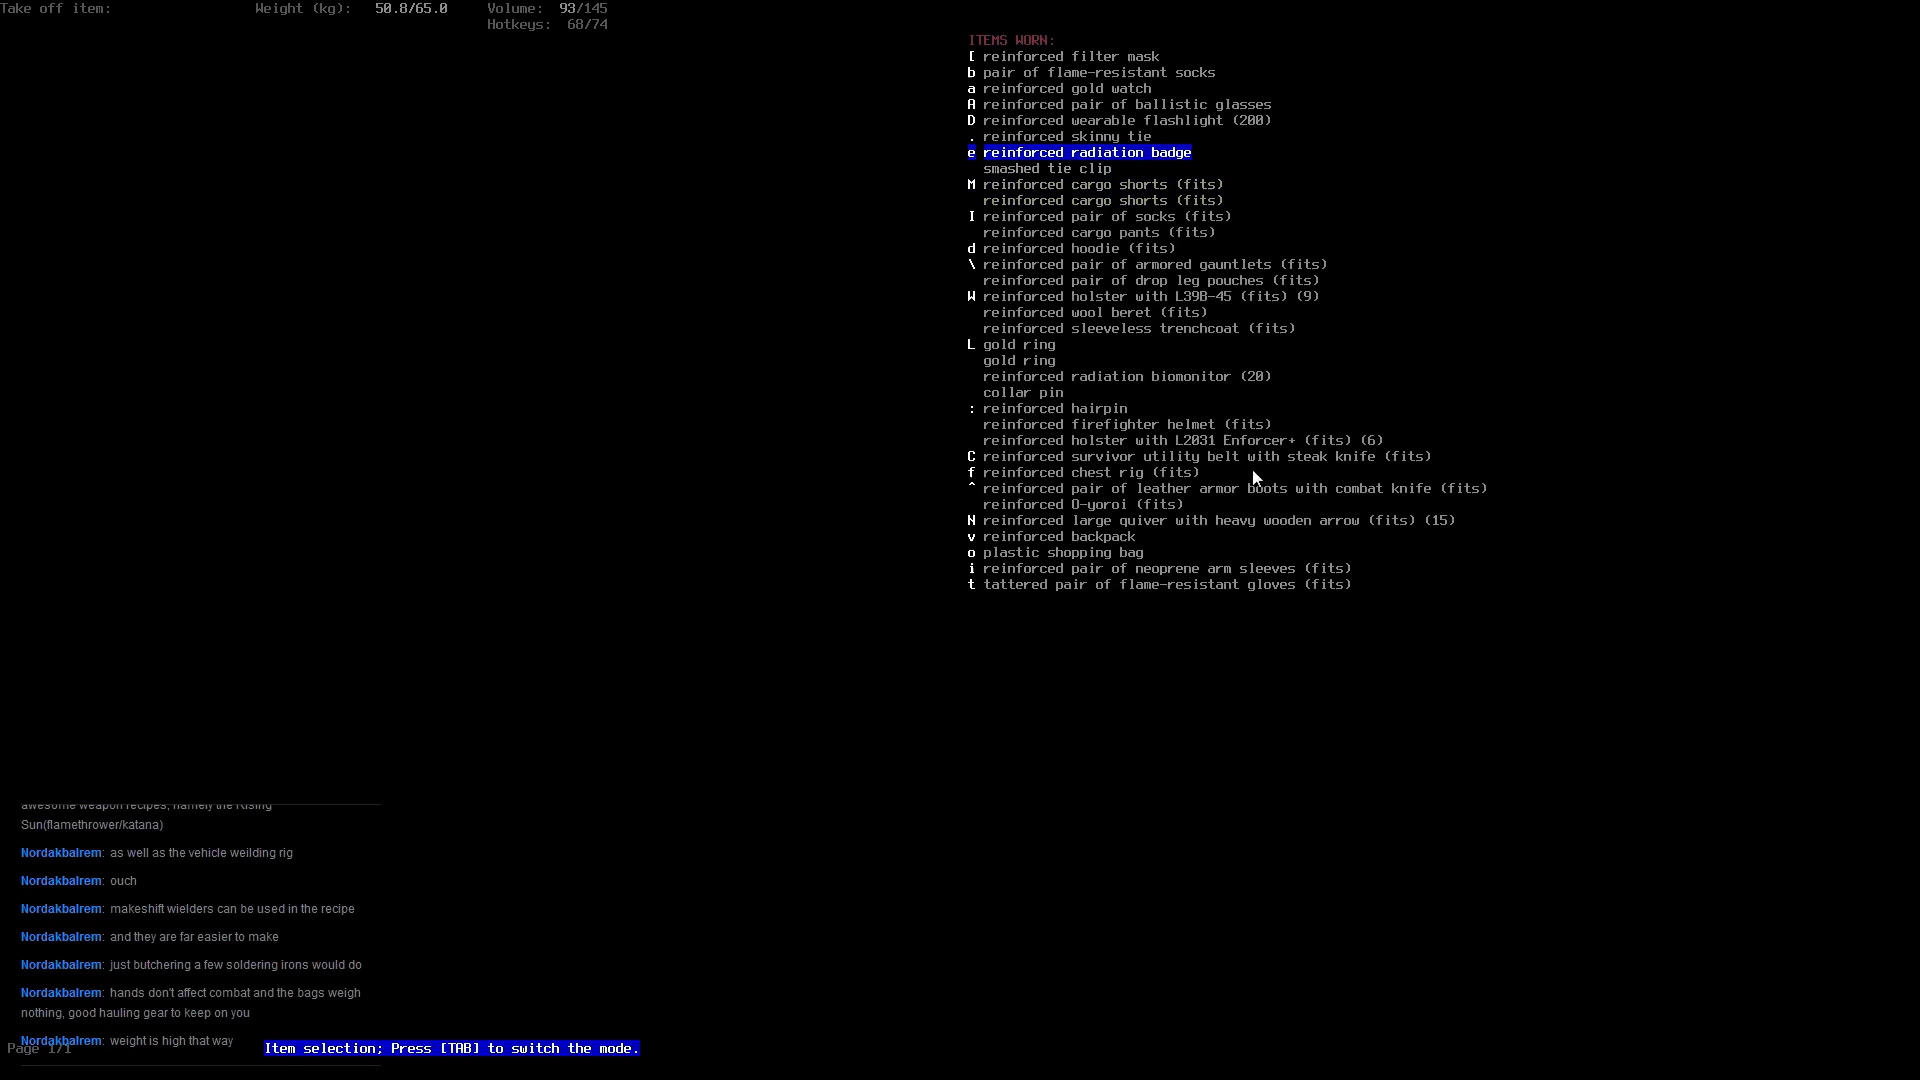 Take off item: Weight (kg): 50.8/65.0 Volume: 93/145
Hotkeys: 68/74
ITEMS WORN:
[ reinforced filter mask
b pair of flame-resistant socks
a reinforced gold watch
A reinforced pair of ballistic glasses
D reinforced wearable flashlight (200)
. reinforced skinny tie
e reinforced radiation badge
smashed tie clip
M reinforced cargo shorts (fits)
reinforced cargo shorts (fits)
I reinforced pair of socks (fits)
reinforced cargo pants (fits)
d reinforced hoodie (fits)
\ reinforced pair of armored gauntlets (fits)
reinforced pair of drop leg pouches (fits)
W reinforced holster with L39B-45 (fits) (9)
reinforced wool beret (fits)
reinforced sleeveless trenchcoat (fits)
L gold ring
gold ring
reinforced radiation biomonitor (20)
collar pin
: reinforced hairpin
reinforced firefighter helmet (fits)
reinforced holster with L2031 Enforcer+ (fits) (6)
C reinforced survivor utility belt with steak knife (fits)
f reinforced chest rig (fits)
^ reinforced pair of leather armor boots with combat knife (fits)
reinforced O-yoroi (fits)
N reinforced large quiver with heavy wooden arrow (fits) (15)
v reinforced backpack
o plastic shopping bag
i reinforced pair of neoprene arm sleeves (fits)
t tattered pair of flame-resistant gloves (fits)
awesome weapon recipes, namely the Rising
Sun(flamethrower/katana)
Nordakbalrem: as well as the vehicle weilding rig
Nordakbalrem: ouch
Nordakbalrem: makeshift wielders can be used in the recipe
Nordakbalrem: and they are far easier to make
Nordakbalrem: just butchering a few soldering irons would do
Nordakbalrem: hands don't affect combat and the bags weigh
nothing, good hauling gear to keep on you
Nordakbalrem: weight is high that way
Page 1/1 Item selection; Press [TAB] to switch the mode.